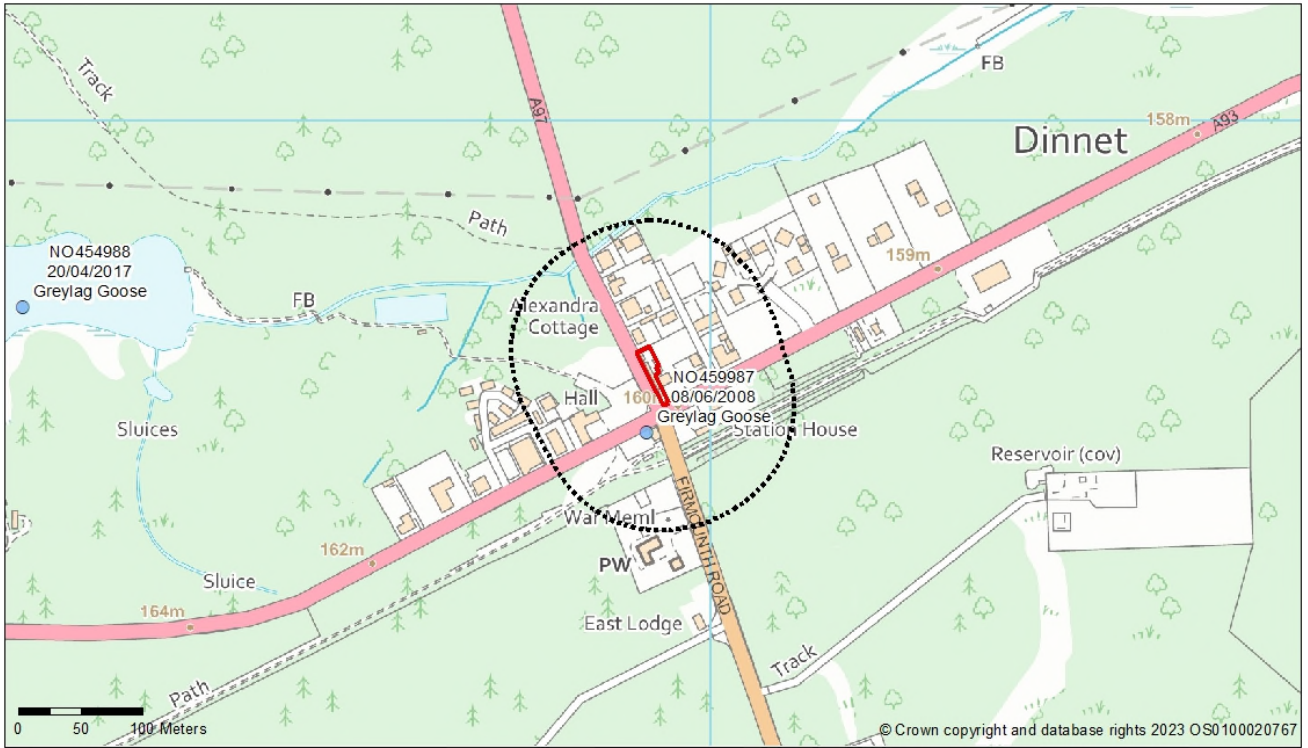 FB
158m
A93
Dinnet
Track
A97
Path
NO454988
20/04/2017
Greylag Goose
159m
FB
Alexandra
Cottage
NO459987
08/06/2008
Greylag Goose
160m
Hall
Station House
Sluices
Reservoir (cov)
FIRMOUNTH ROAD
War Meml
162m
PW
Sluice
164m
East Lodge
Track
Path
0 50 100 Meters
© Crown copyright and database rights 2023 OS0100020767